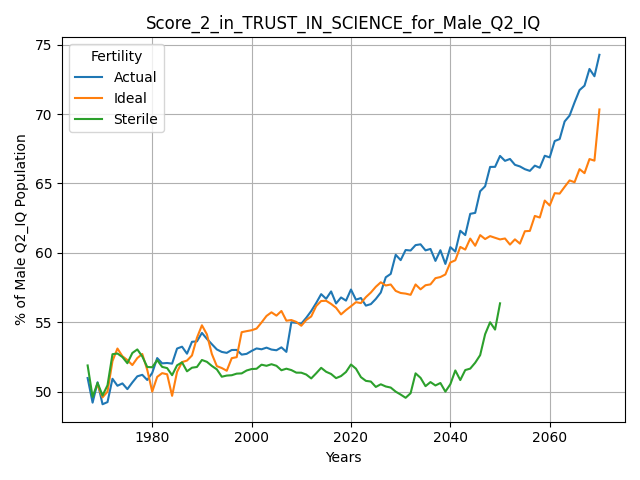 Score_2_in_TRUST_IN_SCIENCE_for_Male_Q2_IQ
Fertility
Actual
Ideal
Sterile
% of Male Q2_IQ Population
75
70
65
60
55
50
1980
2000
2020
2040
2060
Years